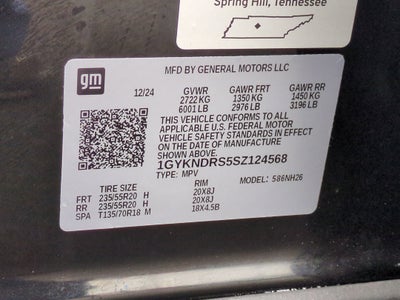 Spring Hill, Tennessee
gm
MFD BY GENERAL MOTORS LLC
12/24 GVWR GAWR FRT GAWR RR
2722 KG 1350 KG 1450 KG
6001 LB 2976 LB 3196 LB
THIS VEHICLE CONFORMS TO ALL
APPLICABLE U.S. FEDERAL MOTOR
VEHICLE SAFETY STANDARDS IN EFFECT
ON THE DATE OF MANUFACTURE
1GYKNDRS5SZ124568
TYPE: MPV MODEL: 586NH26
TIRE SIZE RIM
FRT 235/55R20 H 20X8J
RR 235/55R20 H 20X8J
SPA T135/70R18 M 18X4.5B